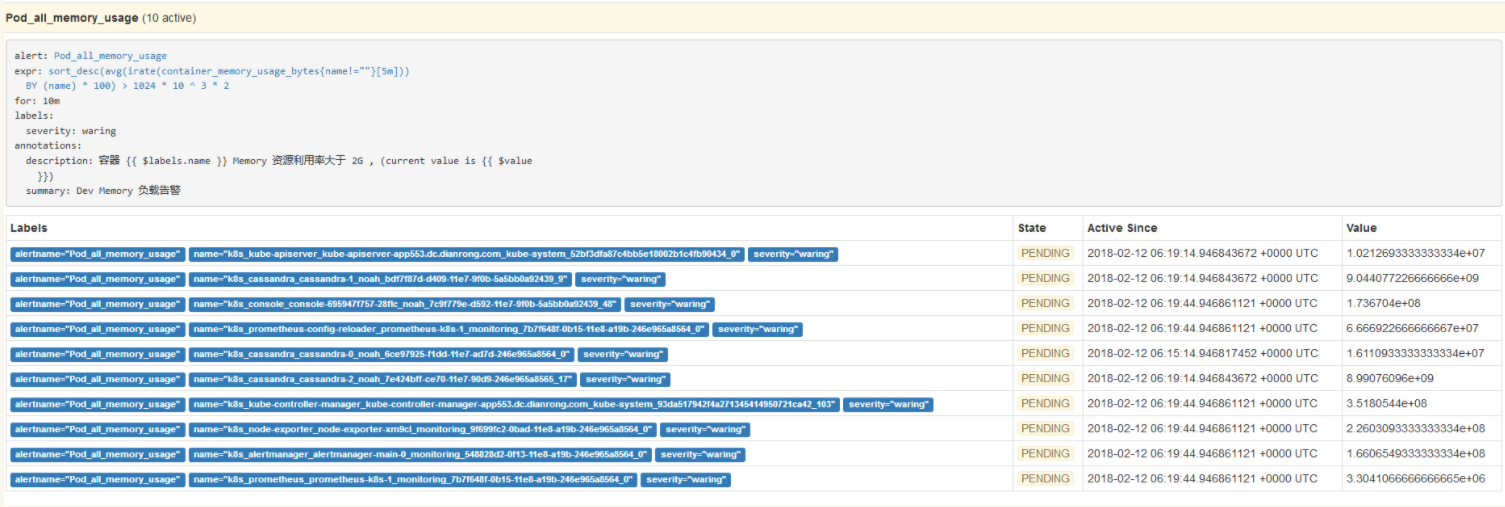 Pod_all_memory_usage (10 active)
alert: Pod_all_memory_usage
expr: sort_desc(avg(irate(container_memory_usage_bytes{name!=""}[5m]))
BY (name) * 100) > 1024 * 10 ^ 3 * 2
for: 10m
labels:
severity: waring
annotations:
description: 容器 {{ $labels.name }} Memory 资源利用率大于 2G , (current value is {{ $value
}})
summary: Dev Memory 负载告警
Labels State Active Since Value
alertname="Pod_all_memory_usage" name="k8s_kube-apiserver_kube-apiserver-app553.dc.dianrong.com_kube-system_52bf3dfa87c4bb5e18002b1c4fb90434_0" severity="waring" PENDING 2018-02-12 06:19:14.946843672 +0000 UTC 1.0212693333333334e+07
alertname="Pod_all_memory_usage" name="k8s_cassandra_cassandra-1_noah_bdf7f87d-d409-11e7-9f0b-5a5bb0a92439_9" severity="waring" PENDING 2018-02-12 06:19:14.946843672 +0000 UTC 9.044077226666666e+09
alertname="Pod_all_memory_usage" name="k8s_console_console-695947f757-28flc_noah_7c9f779e-d592-11e7-9f0b-5a5bb0a92439_48" severity="waring" PENDING 2018-02-12 06:19:44.946861121 +0000 UTC 1.736704e+08
alertname="Pod_all_memory_usage" name="k8s_prometheus-config-reloader_prometheus-k8s-1_monitoring_7b7f648f-0b15-11e8-a19b-246e965a8564_0" severity="waring" PENDING 2018-02-12 06:19:44.946861121 +0000 UTC 6.666922666666667e+07
alertname="Pod_all_memory_usage" name="k8s_cassandra_cassandra-0_noah_6ce97925-f1dd-11e7-ad7d-246e965a8564_0" severity="waring" PENDING 2018-02-12 06:15:14.946817452 +0000 UTC 1.6110933333333334e+07
alertname="Pod_all_memory_usage" name="k8s_cassandra_cassandra-2_noah_7e424bff-ce70-11e7-90d9-246e965a8565_17" severity="waring" PENDING 2018-02-12 06:19:14.946843672 +0000 UTC 8.99076096e+09
alertname="Pod_all_memory_usage" name="k8s_kube-controller-manager_kube-controller-manager-app553.dc.dianrong.com_kube-system_93da517942f4a271345414950721ca42_103" severity="waring" PENDING 2018-02-12 06:19:44.946861121 +0000 UTC 3.5180544e+08
alertname="Pod_all_memory_usage" name="k8s_node-exporter_node-exporter-xm9cl_monitoring_9f699fc2-0bad-11e8-a19b-246e965a8564_0" severity="waring" PENDING 2018-02-12 06:19:44.946861121 +0000 UTC 2.2603093333333334e+08
alertname="Pod_all_memory_usage" name="k8s_alertmanager_alertmanager-main-0_monitoring_548828d2-0f13-11e8-a19b-246e965a8564_0" severity="waring" PENDING 2018-02-12 06:19:44.946861121 +0000 UTC 1.6606549333333334e+08
alertname="Pod_all_memory_usage" name="k8s_prometheus_prometheus-k8s-1_monitoring_7b7f648f-0b15-11e8-a19b-246e965a8564_0" severity="waring" PENDING 2018-02-12 06:19:44.946861121 +0000 UTC 3.3041066666666665e+06